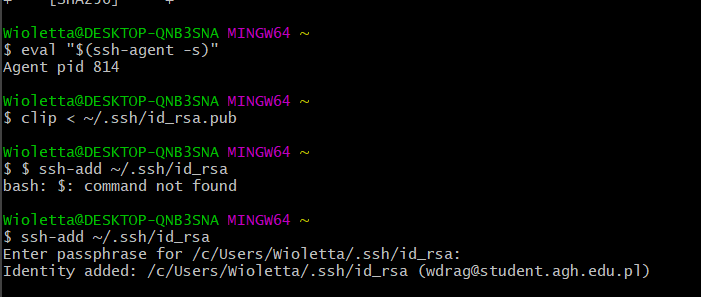 +    [SHA256]     +
Wioletta@DESKTOP-QNB3SNA MINGW64 ~
$ eval "$(ssh-agent -s)"
Agent pid 814
Wioletta@DESKTOP-QNB3SNA MINGW64 ~
$ clip < ~/.ssh/id_rsa.pub
Wioletta@DESKTOP-QNB3SNA MINGW64 ~
$ $ ssh-add ~/.ssh/id_rsa
bash: $: command not found
Wioletta@DESKTOP-QNB3SNA MINGW64 ~
$ ssh-add ~/.ssh/id_rsa
Enter passphrase for /c/Users/Wioletta/.ssh/id_rsa:
Identity added: /c/Users/Wioletta/.ssh/id_rsa (wdrag@student.agh.edu.pl)